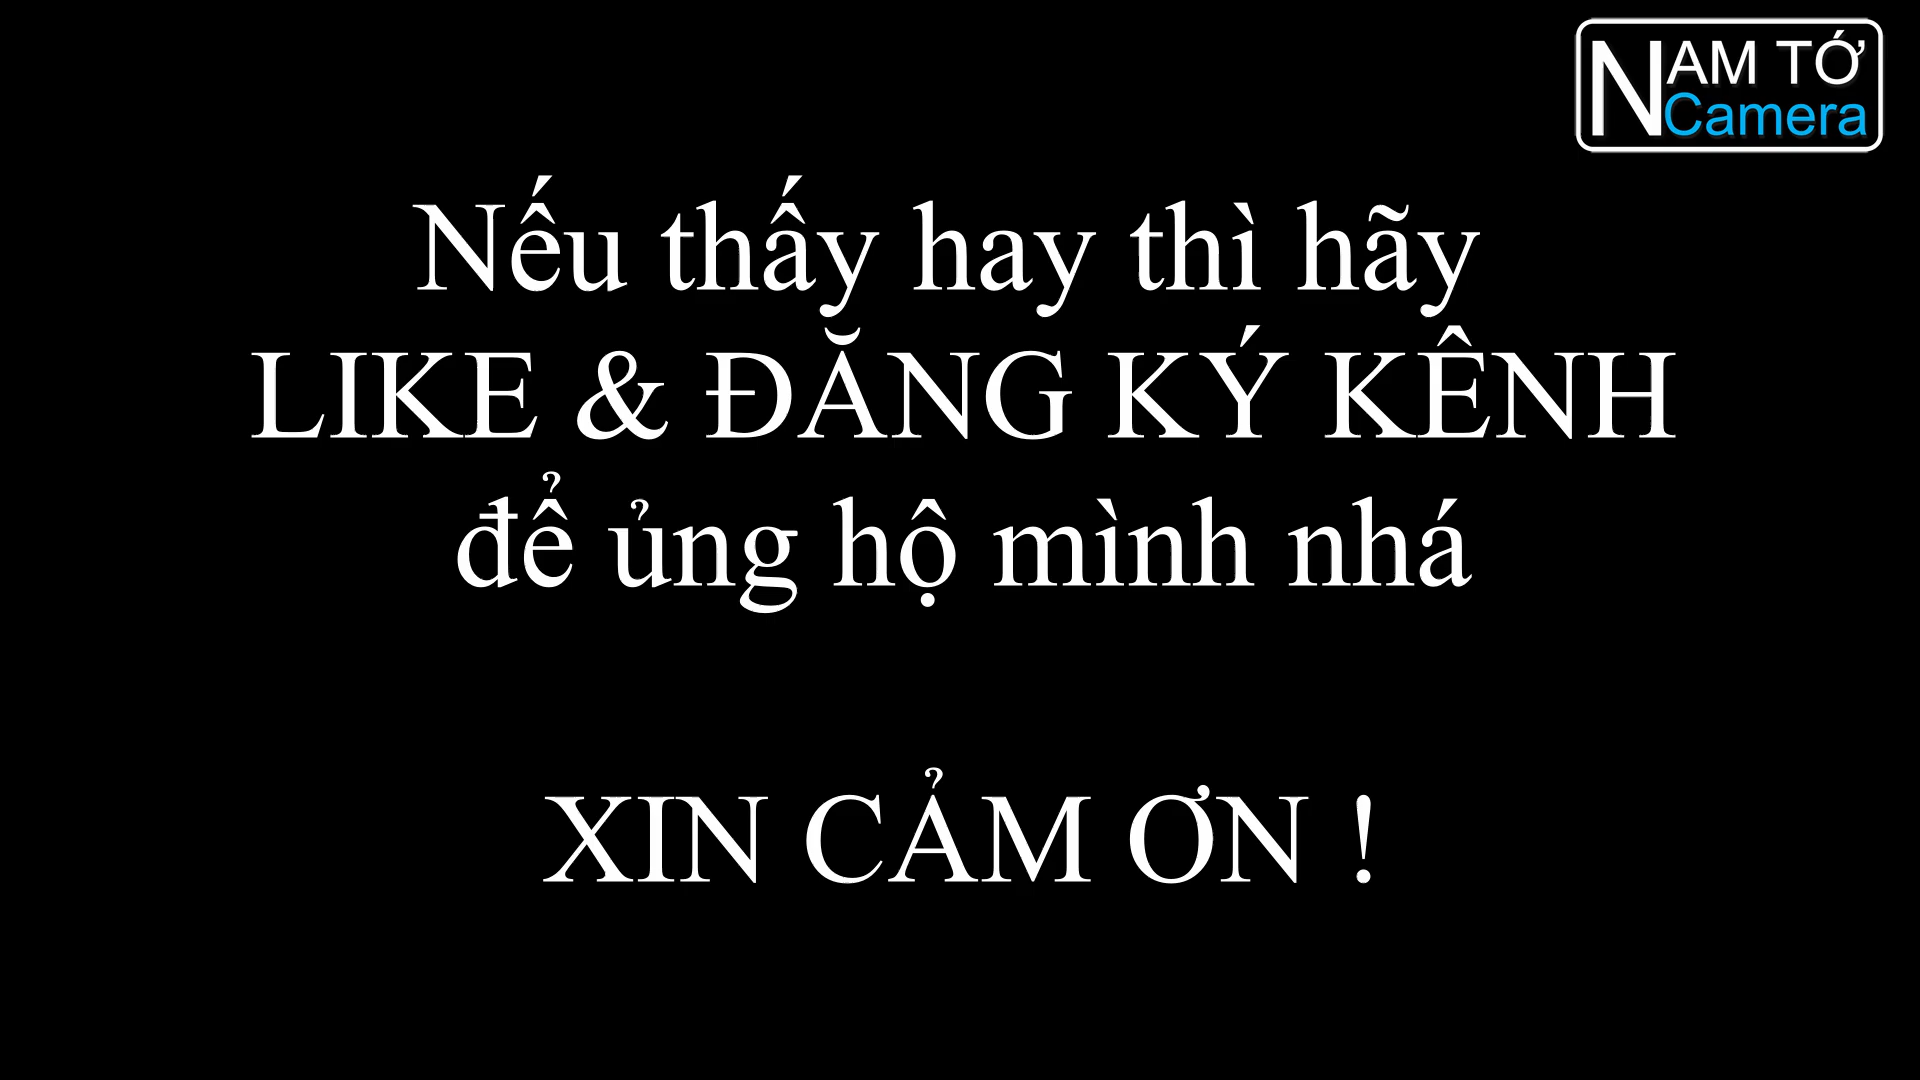 NAM TỚ
Camera
Nếu thấy hay thì hãy
LIKE & ĐĂNG KÝ KÊNH
để ủng hộ mình nhá
XIN CẢM ƠN !